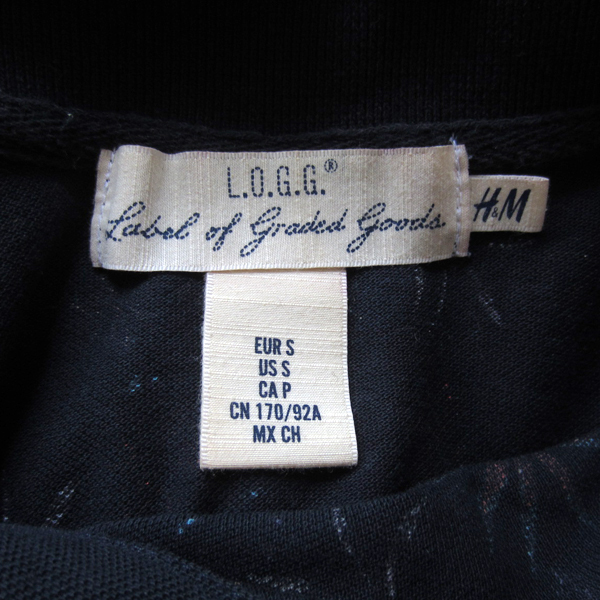 L.O.G.G.®
Label of Graded Goods
H&M
EUR S
US S
CA P
CN 170/92A
MX CH